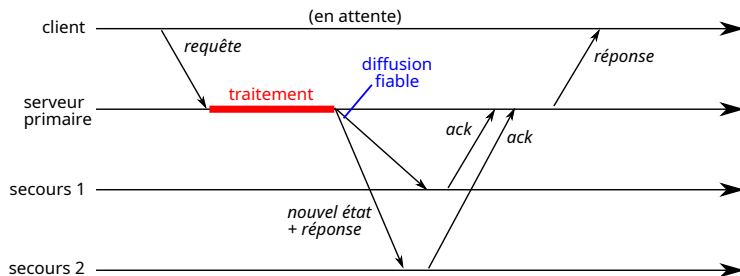 (en attente)
client
requête
réponse
diffusion
fiable
traitement
serveur
primaire
ack
ack
secours 1
nouvel état
+ réponse
secours 2